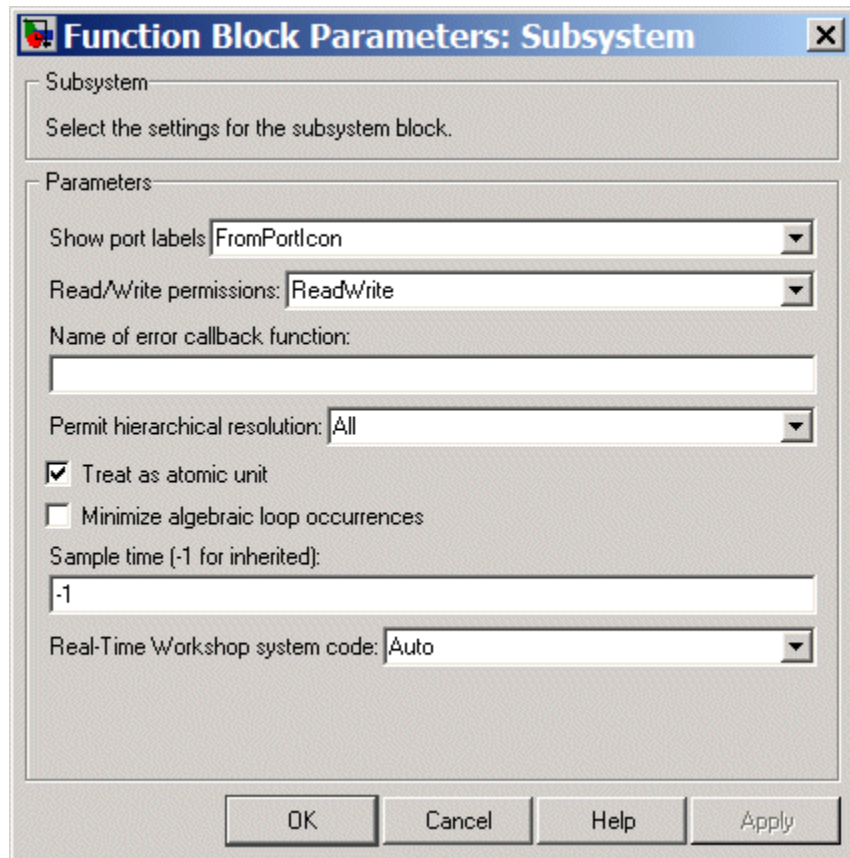 Function Block Parameters: Subsystem
Subsystem
Select the settings for the subsystem block.
Parameters
Show port labels FromPortIcon
Read/Write permissions: ReadWrite
Name of error callback function:
Permit hierarchical resolution: All
Treat as atomic unit
Minimize algebraic loop occurrences
Sample time (-1 for inherited):
-1
Real-Time Workshop system code: Auto
OK Cancel Help Apply